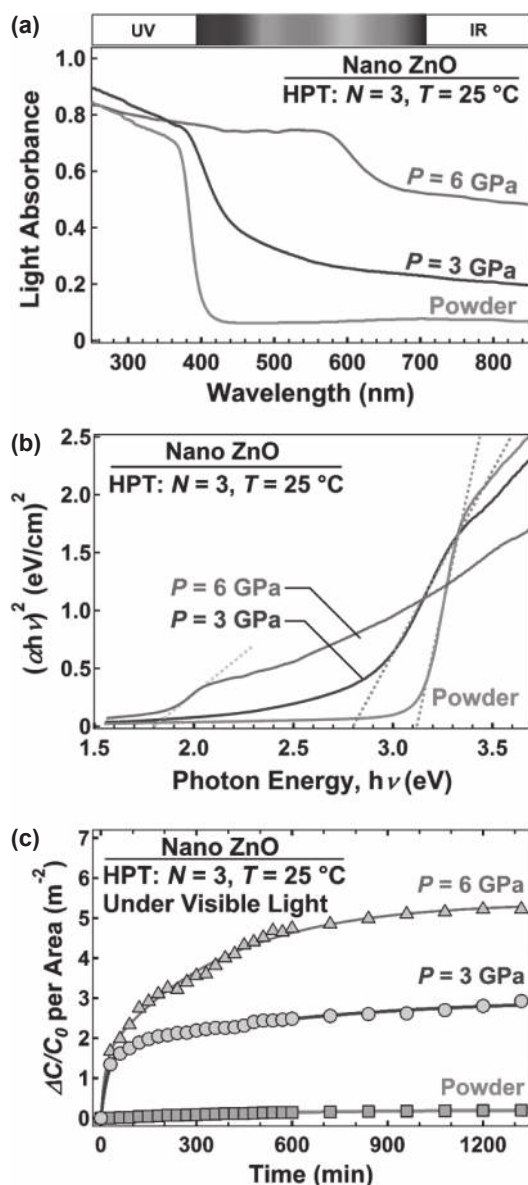 (a)
UV
IR
Nano ZnO
HPT: N = 3, T = 25 °C
P = 6 GPa
P = 3 GPa
Powder
Light Absorbance
1.0
0.8
0.6
0.4
0.2
0
300 400 500 600 700 800
Wavelength (nm)
(b)
Nano ZnO
HPT: N = 3, T = 25 °C
P = 6 GPa
P = 3 GPa
Powder
(αhν)² (eV/cm)²
2.5
2.0
1.5
1.0
0.5
0
1.5 2.0 2.5 3.0 3.5
Photon Energy, hν (eV)
(c)
Nano ZnO
HPT: N = 3, T = 25 °C
Under Visible Light
P = 6 GPa
P = 3 GPa
Powder
ΔC/C₀ per Area (m⁻²)
7
6
5
4
3
2
1
0
0 300 600 900 1200
Time (min)